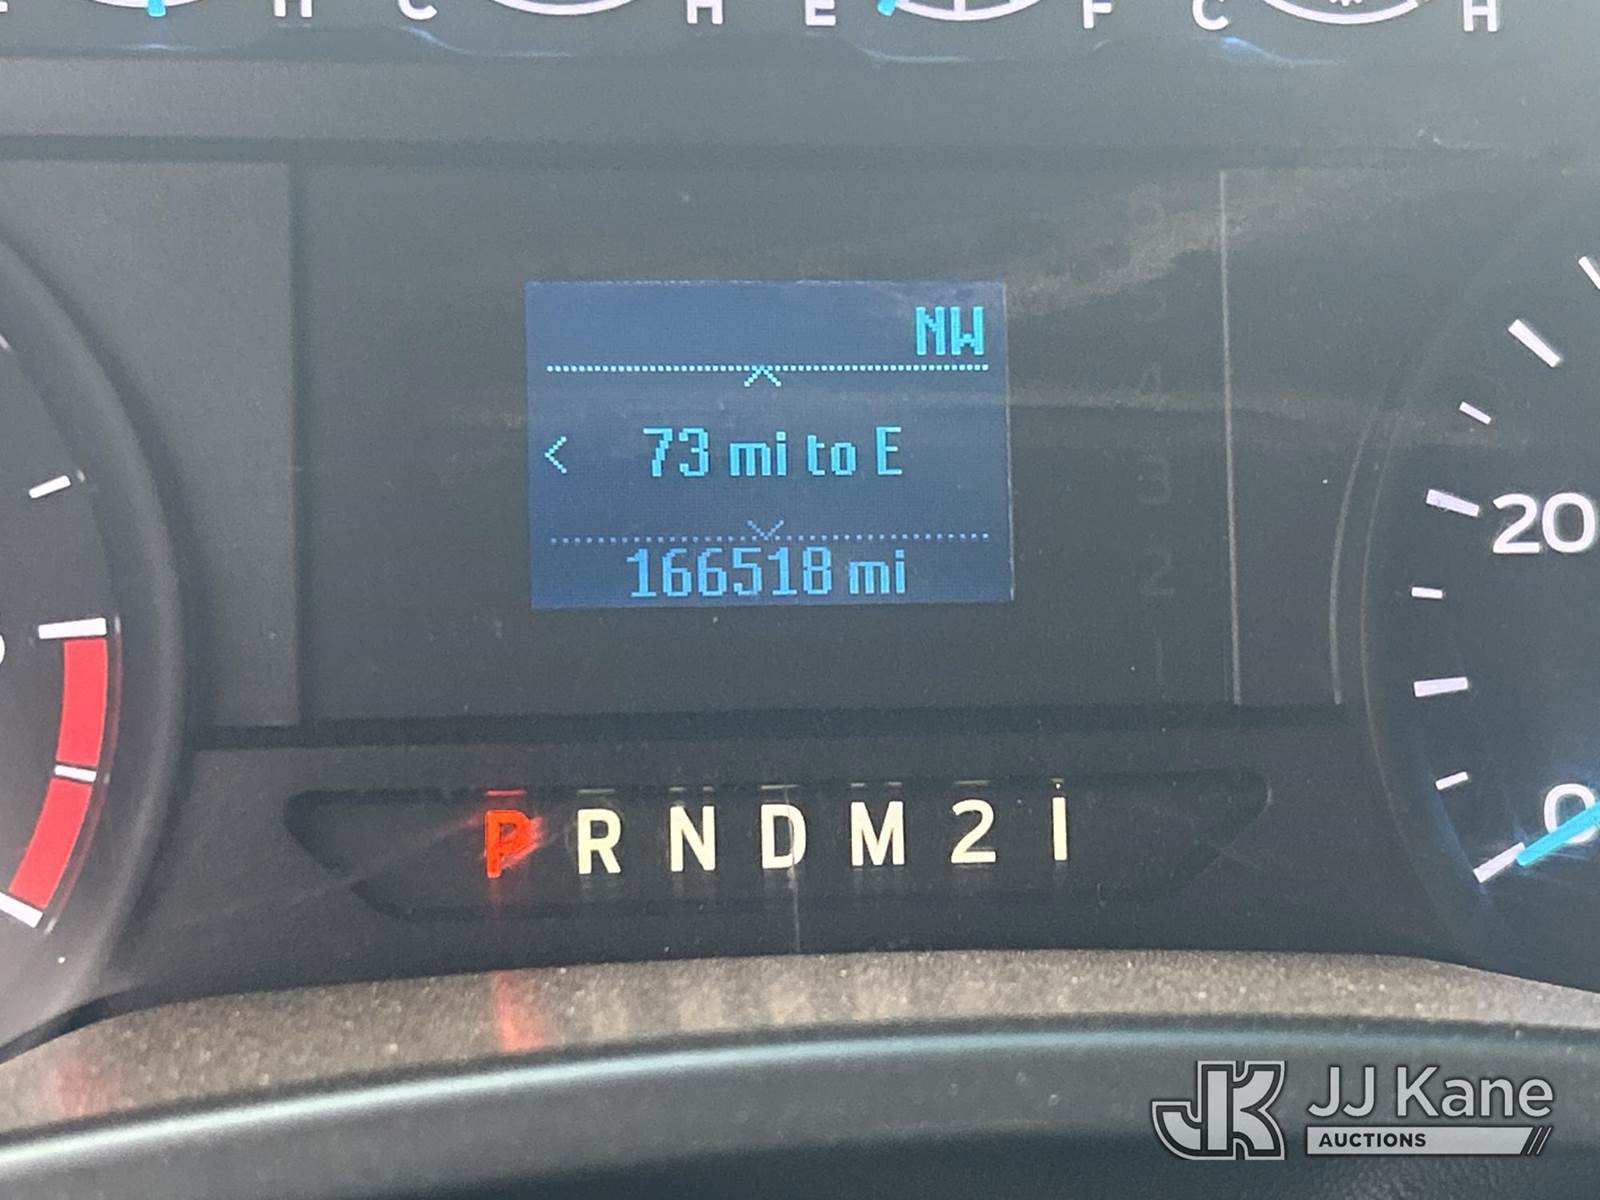 H C H E F C H
NW
73 mi to E
166518 mi
20
0
P R N D M 2 1
JJ Kane
AUCTIONS